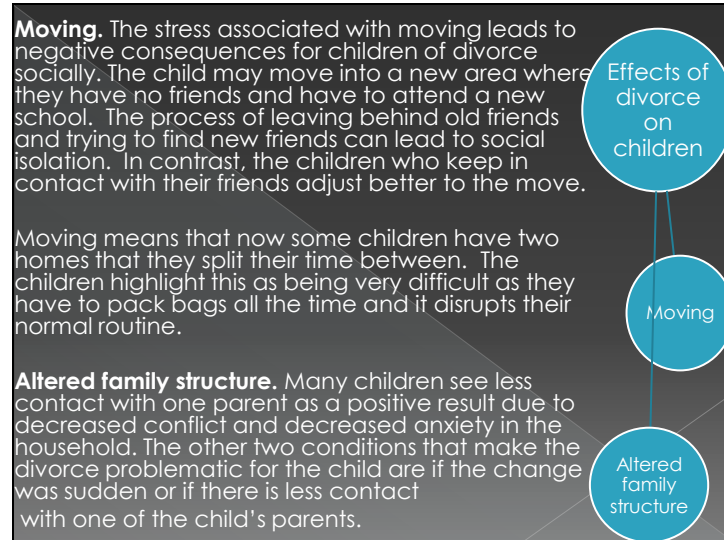 Moving. The stress associated with moving leads to
negative consequences for children of divorce
socially. The child may move into a new area where
they have no friends and have to attend a new
school. The process of leaving behind old friends
and trying to find new friends can lead to social
isolation. In contrast, the children who keep in
contact with their friends adjust better to the move.
Moving means that now some children have two
homes that they split their time between. The
children highlight this as being very difficult as they
have to pack bags all the time and it disrupts their
normal routine.
Altered family structure. Many children see less
contact with one parent as a positive result due to
decreased conflict and decreased anxiety in the
household. The other two conditions that make the
divorce problematic for the child are if the change
was sudden or if there is less contact
with one of the child's parents.
Effects of
divorce
on
children
Moving
Altered
family
structure